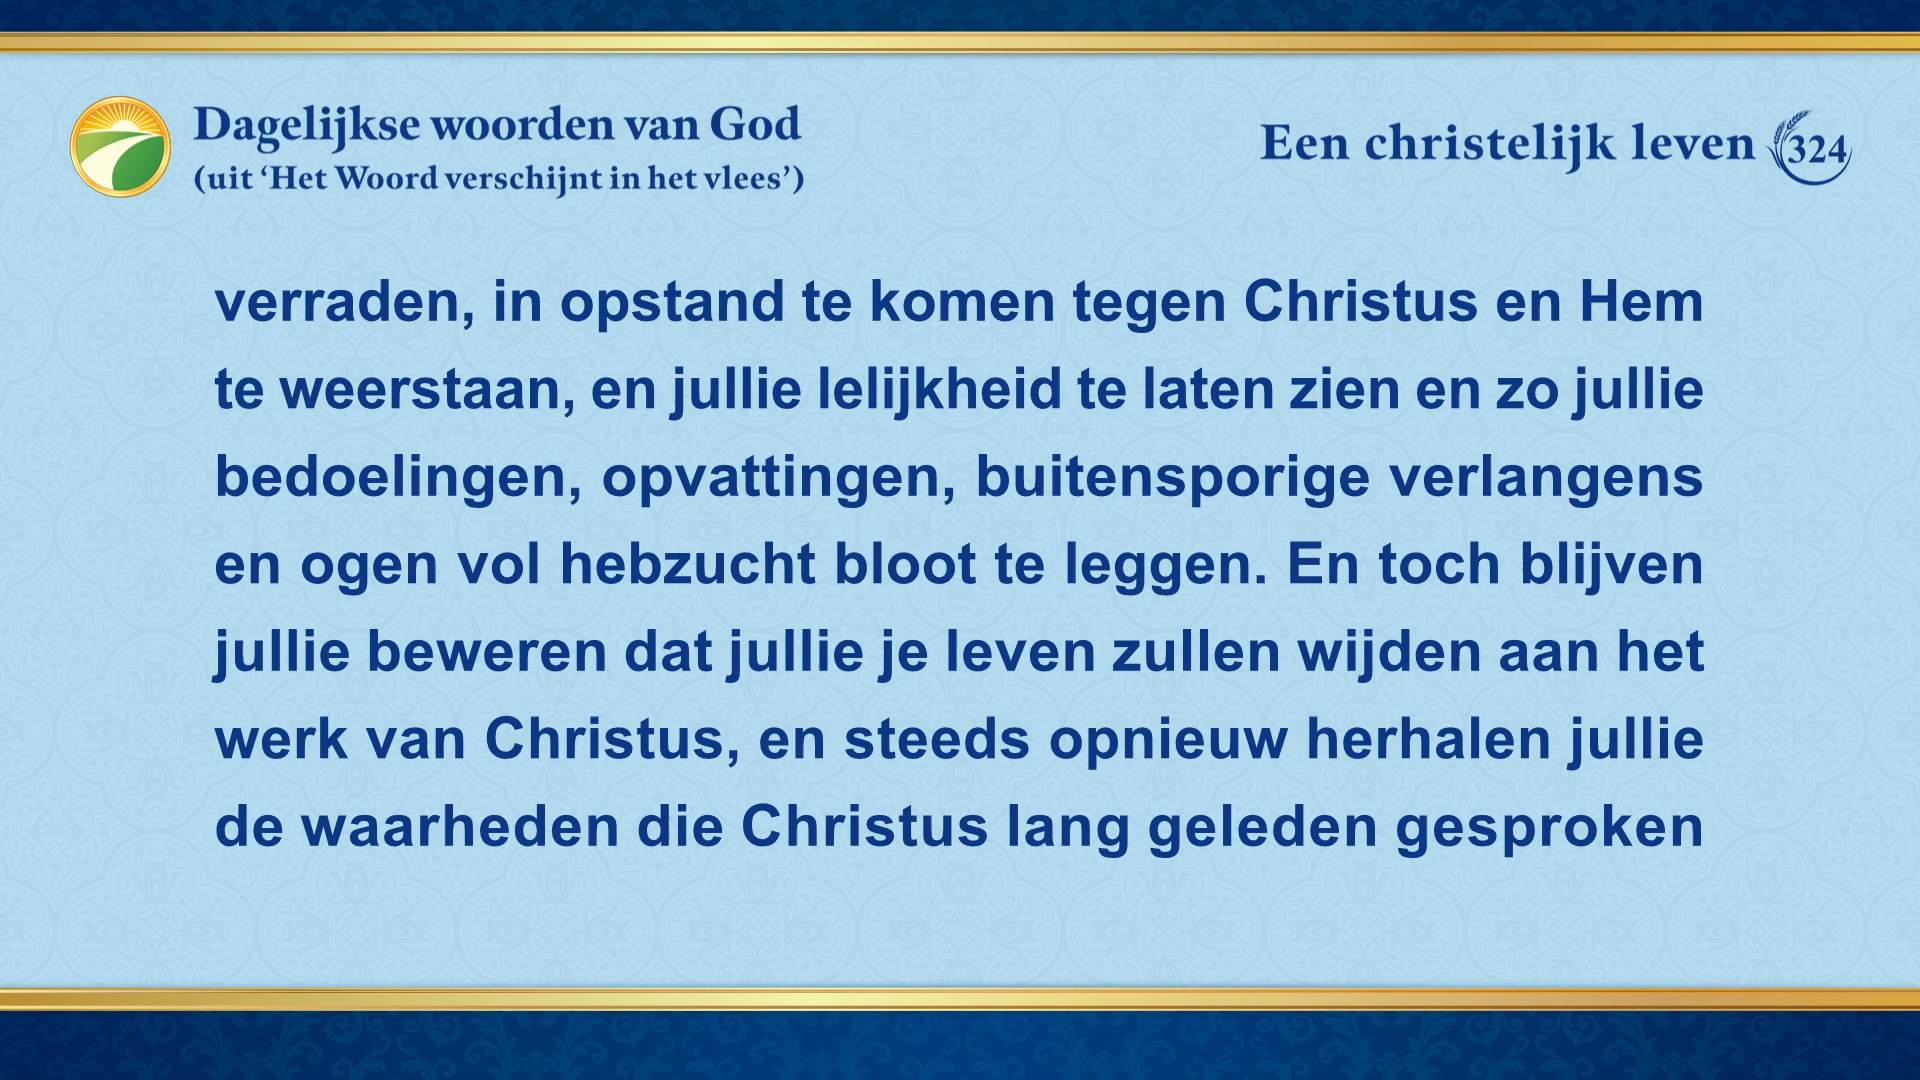 Dagelijkse woorden van God
(uit ‘Het Woord verschijnt in het vlees’)
Een christelijk leven 324
verraden, in opstand te komen tegen Christus en Hem
te weerstaan, en jullie lelijkheid te laten zien en zo jullie
bedoelingen, opvattingen, buitensporige verlangens
en ogen vol hebzucht bloot te leggen. En toch blijven
jullie beweren dat jullie je leven zullen wijden aan het
werk van Christus, en steeds opnieuw herhalen jullie
de waarheden die Christus lang geleden gesproken